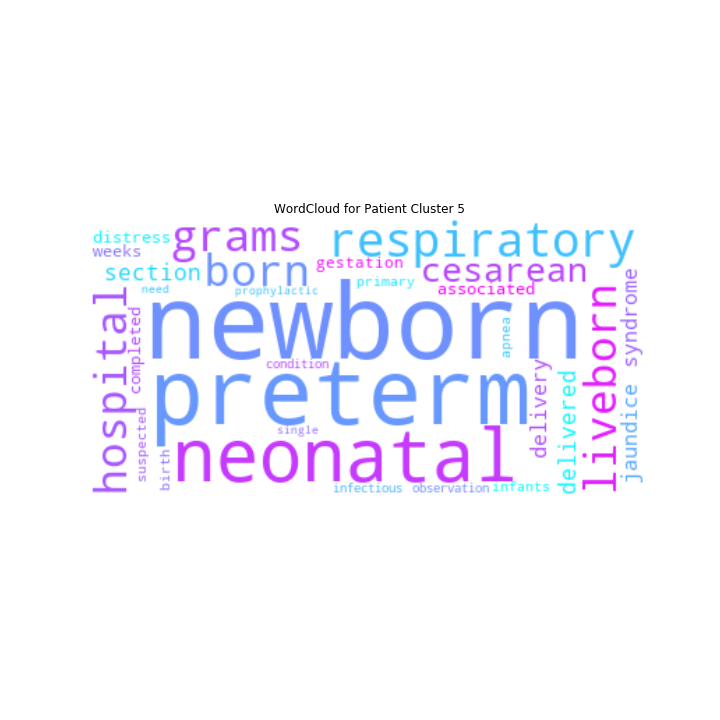 WordCloud for Patient Cluster 5
distress
grams
respiratory
weeks
section
born
gestation
cesarean
need
prophylactic
primary
associated
hospital
completed
newborn
apnea
liveborn
syndrome
condition
preterm
delivery
delivered
jaundice
suspected
birth
single
neonatal
infectious
observation
infants